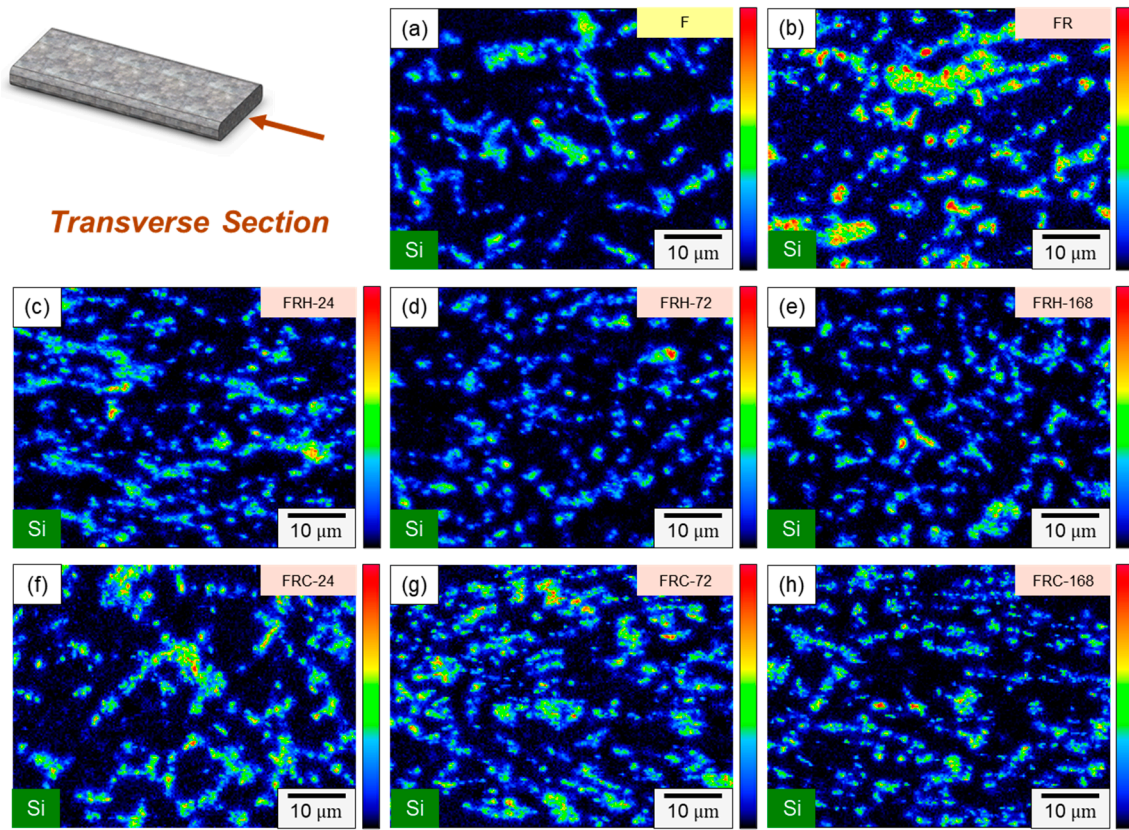 Transverse Section
(a)
F
Si
10 μm
(b)
FR
Si
10 μm
(c)
FRH-24
Si
10 μm
(d)
FRH-72
Si
10 μm
(e)
FRH-168
Si
10 μm
(f)
FRC-24
Si
10 μm
(g)
FRC-72
Si
10 μm
(h)
FRC-168
Si
10 μm